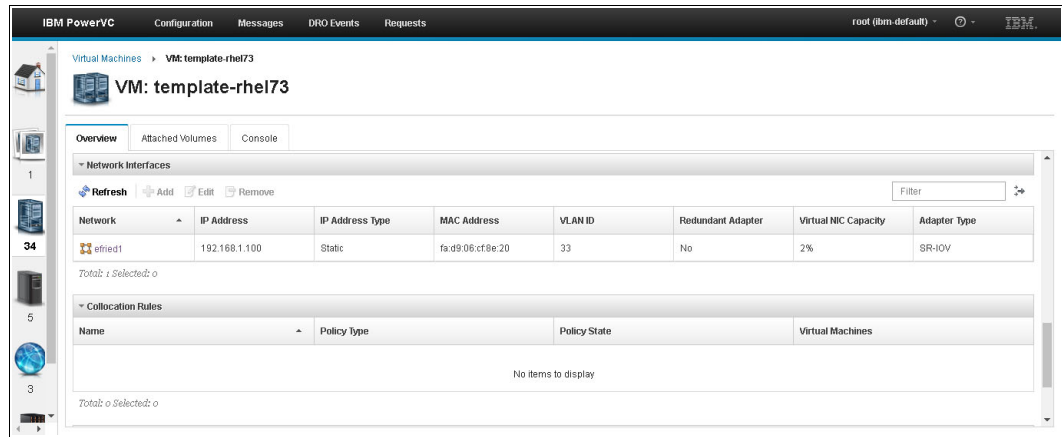 IBM PowerVC Configuration Messages DRO Events Requests root (ibm-default) ? IBM.
Virtual Machines VM: template-rhel73
VM: template-rhel73
Overview Attached Volumes Console
Network Interfaces
Refresh Add Edit Remove Filter
Network IP Address IP Address Type MAC Address VLAN ID Redundant Adapter Virtual NIC Capacity Adapter Type
efried1 192.168.1.100 Static fa:d9:06:cf:8e:20 33 No 2% SR-IOV
Total: 1 Selected: 0
Collocation Rules
Name Policy Type Policy State Virtual Machines
No items to display
Total: 0 Selected: 0
1
34
5
3